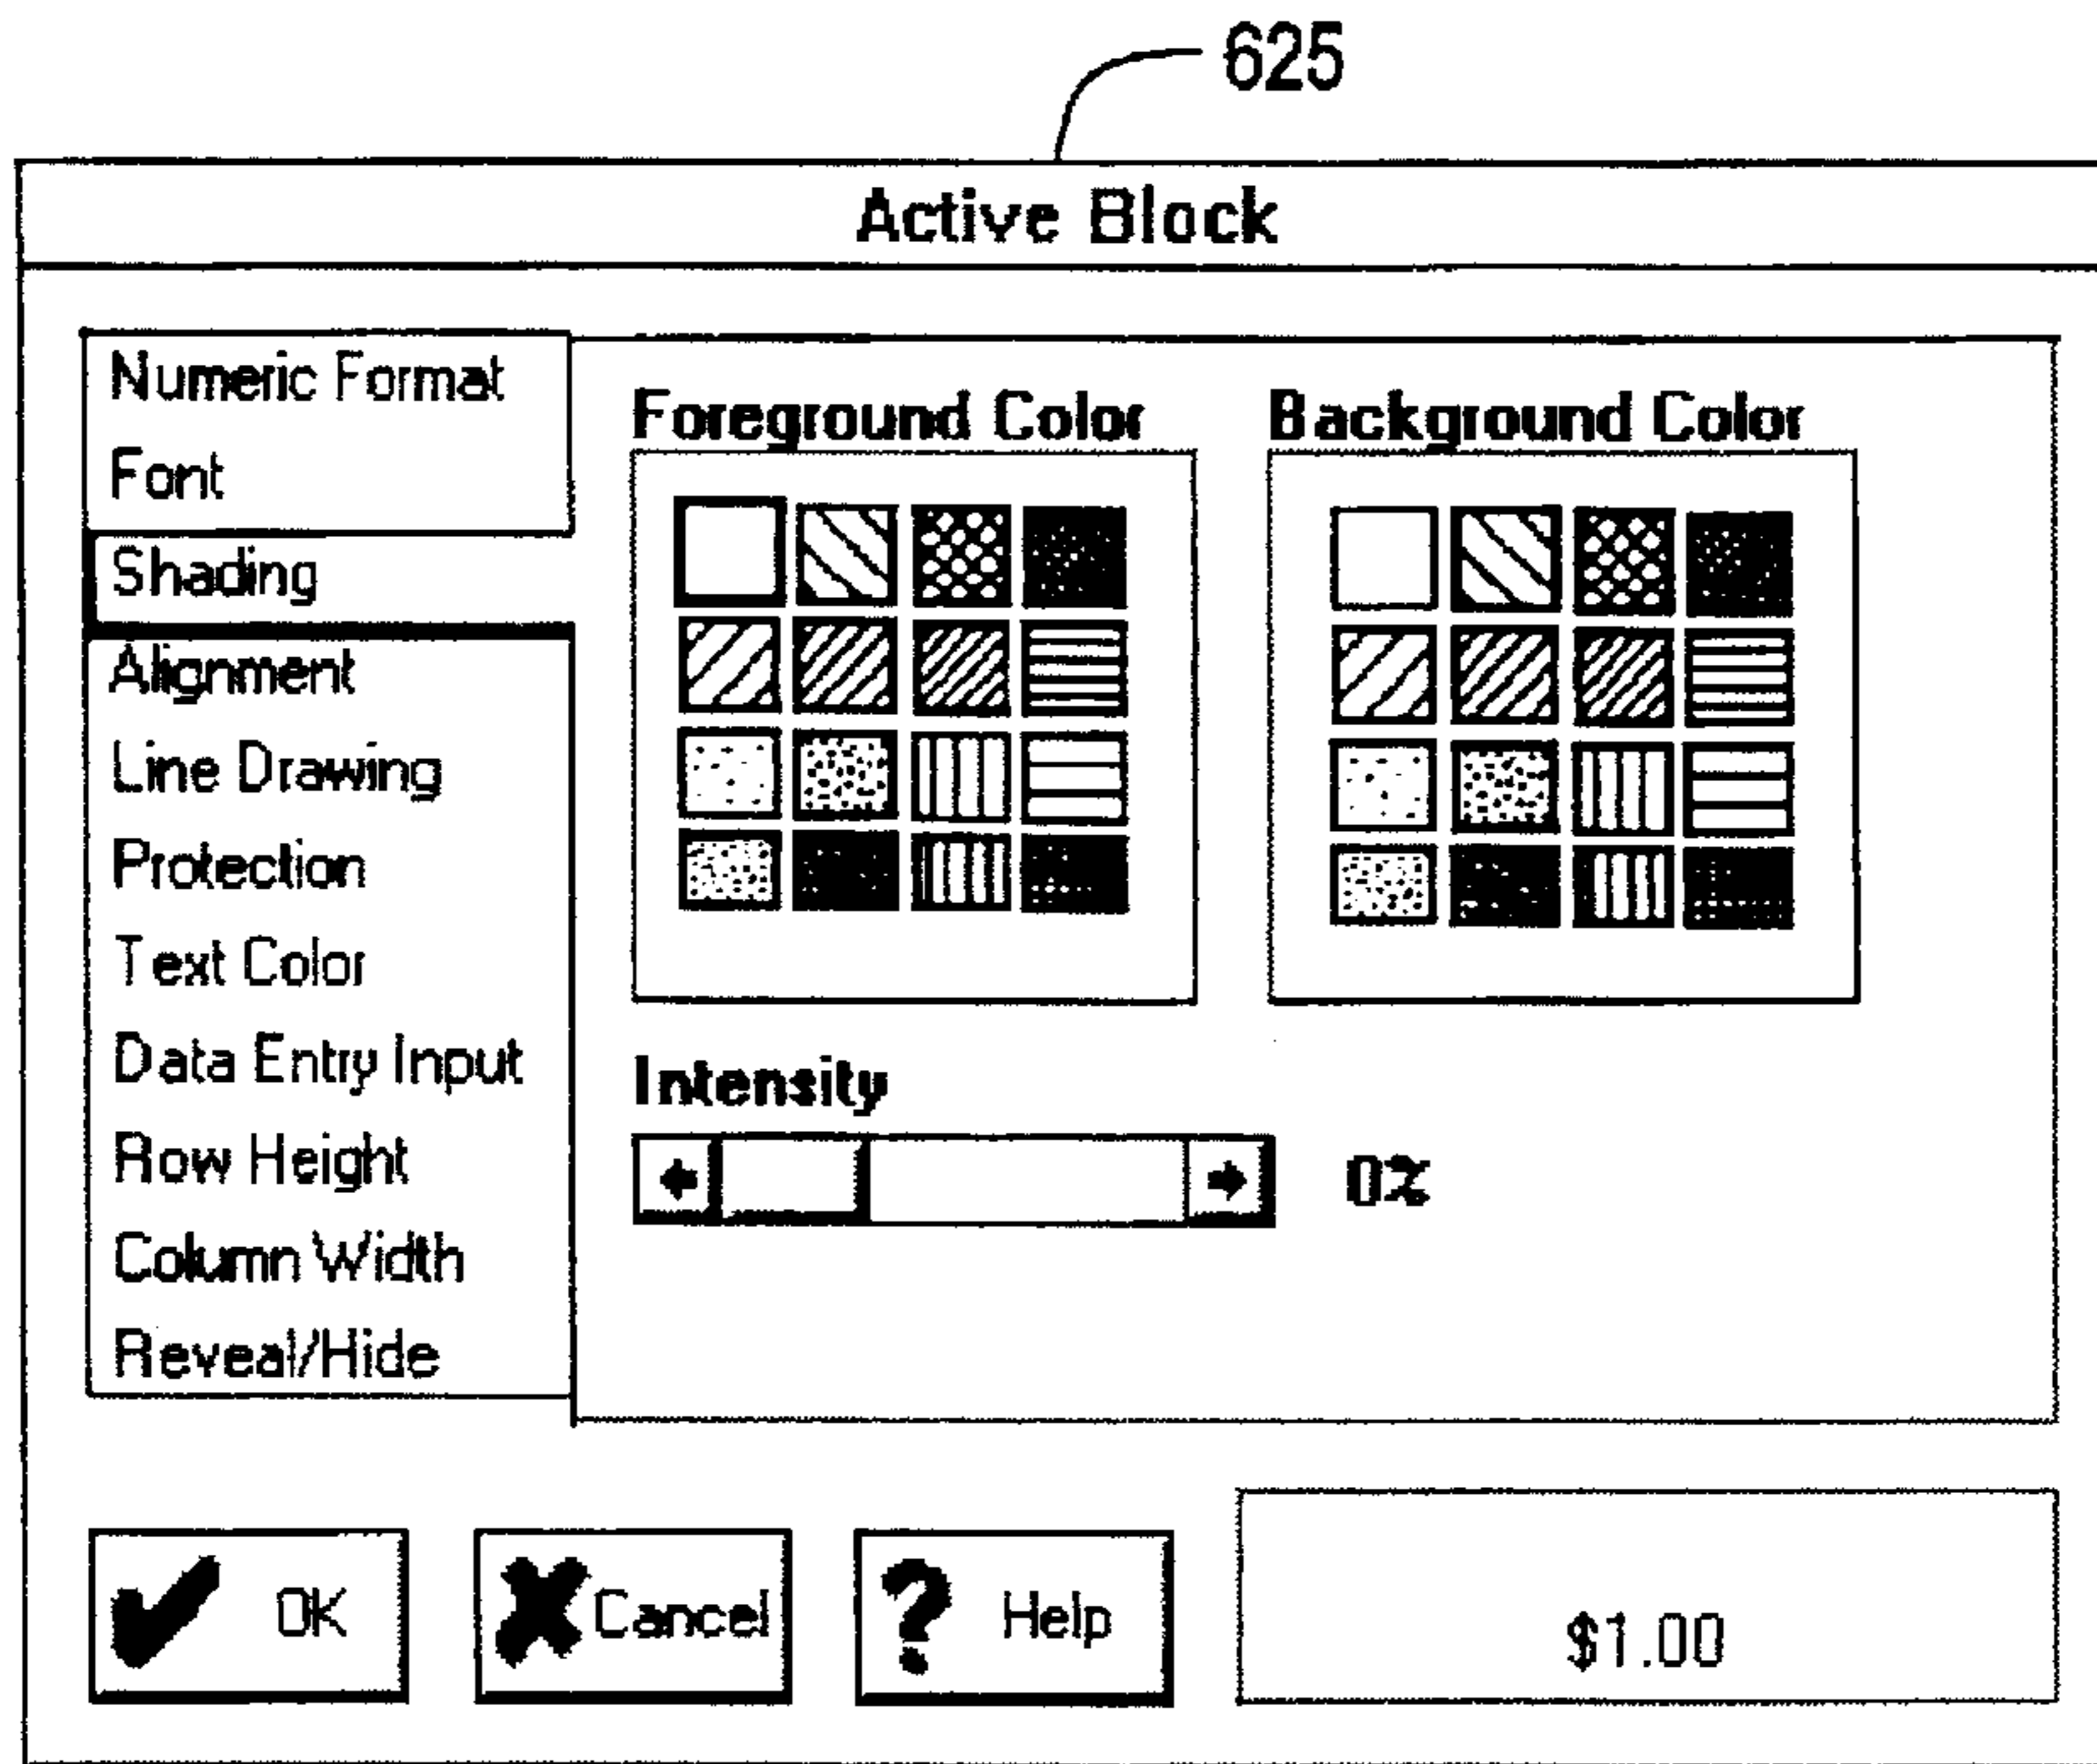 625
Active Block
Numeric Format
Font
Shading
Alignment
Line Drawing
Protection
Text Color
Data Entry Input
Row Height
Column Width
Reveal/Hide
Foreground Color
Background Color
Intensity
0%
OK
Cancel
Help
$1.00